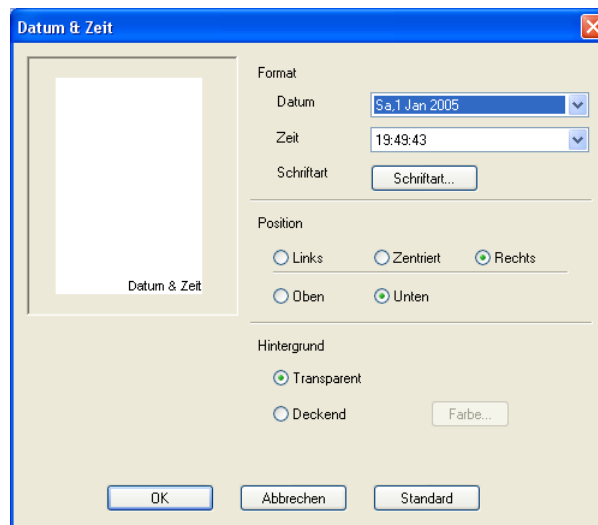 Datum & Zeit
Format
Datum
Sa,1 Jan 2005
Zeit
19:49:43
Schriftart
Schriftart...
Datum & Zeit
Position
Links
Zentriert
Rechts
Oben
Unten
Hintergrund
Transparent
Deckend
Farbe...
OK
Abbrechen
Standard